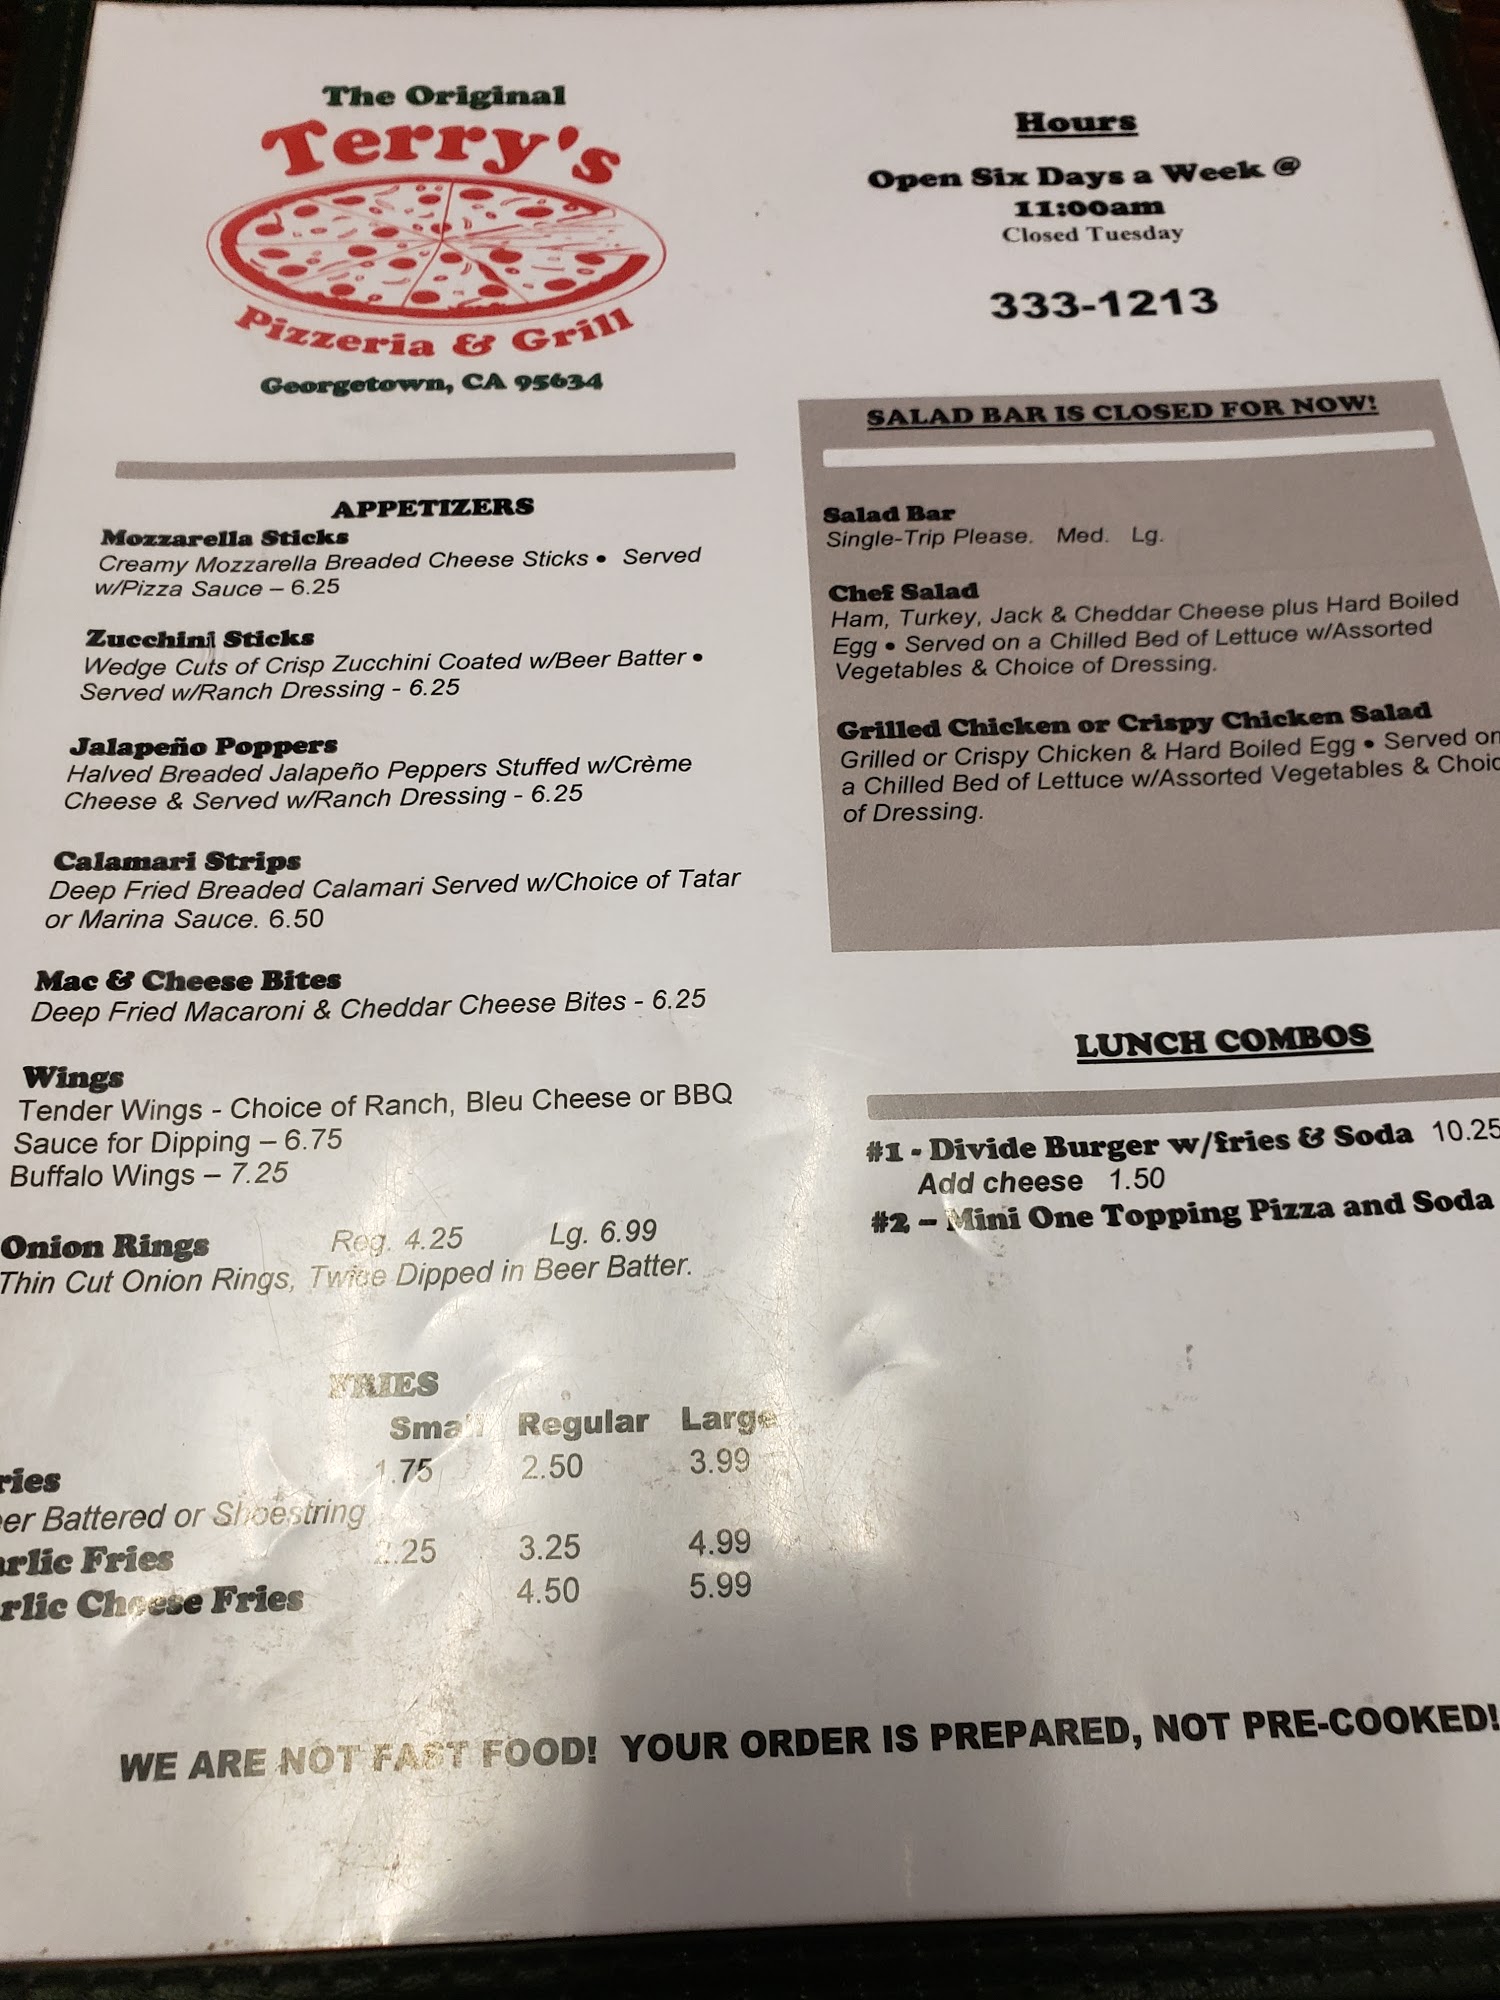 The Original
Terry's
Pizzeria & Grill
Georgetown, CA 95634
Hours
Open Six Days a Week @
11:00am
Closed Tuesday
333-1213
APPETIZERS
Mozzarella Sticks
Creamy Mozzarella Breaded Cheese Sticks • Served
w/Pizza Sauce – 6.25
Zucchini Sticks
Wedge Cuts of Crisp Zucchini Coated w/Beer Batter •
Served w/Ranch Dressing - 6.25
Jalapeño Poppers
Halved Breaded Jalapeño Peppers Stuffed w/Crème
Cheese & Served w/Ranch Dressing - 6.25
Calamari Strips
Deep Fried Breaded Calamari Served w/Choice of Tatar
or Marina Sauce. 6.50
Mac & Cheese Bites
Deep Fried Macaroni & Cheddar Cheese Bites - 6.25
Wings
Tender Wings - Choice of Ranch, Bleu Cheese or BBQ
Sauce for Dipping – 6.75
Buffalo Wings – 7.25
Onion Rings Reg. 4.25 Lg. 6.99
Thin Cut Onion Rings, Twice Dipped in Beer Batter.
FRIES
Small Regular Large
ries 1.75 2.50 3.99
er Battered or Shoestring
arlic Fries 2.25 3.25 4.99
rlic Cheese Fries 4.50 5.99
SALAD BAR IS CLOSED FOR NOW!
Salad Bar
Single-Trip Please. Med. Lg.
Chef Salad
Ham, Turkey, Jack & Cheddar Cheese plus Hard Boiled
Egg • Served on a Chilled Bed of Lettuce w/Assorted
Vegetables & Choice of Dressing.
Grilled Chicken or Crispy Chicken Salad
Grilled or Crispy Chicken & Hard Boiled Egg • Served on
a Chilled Bed of Lettuce w/Assorted Vegetables & Choic
of Dressing.
LUNCH COMBOS
#1 - Divide Burger w/fries & Soda 10.25
Add cheese 1.50
#2 – Mini One Topping Pizza and Soda
WE ARE NOT FAST FOOD! YOUR ORDER IS PREPARED, NOT PRE-COOKED!